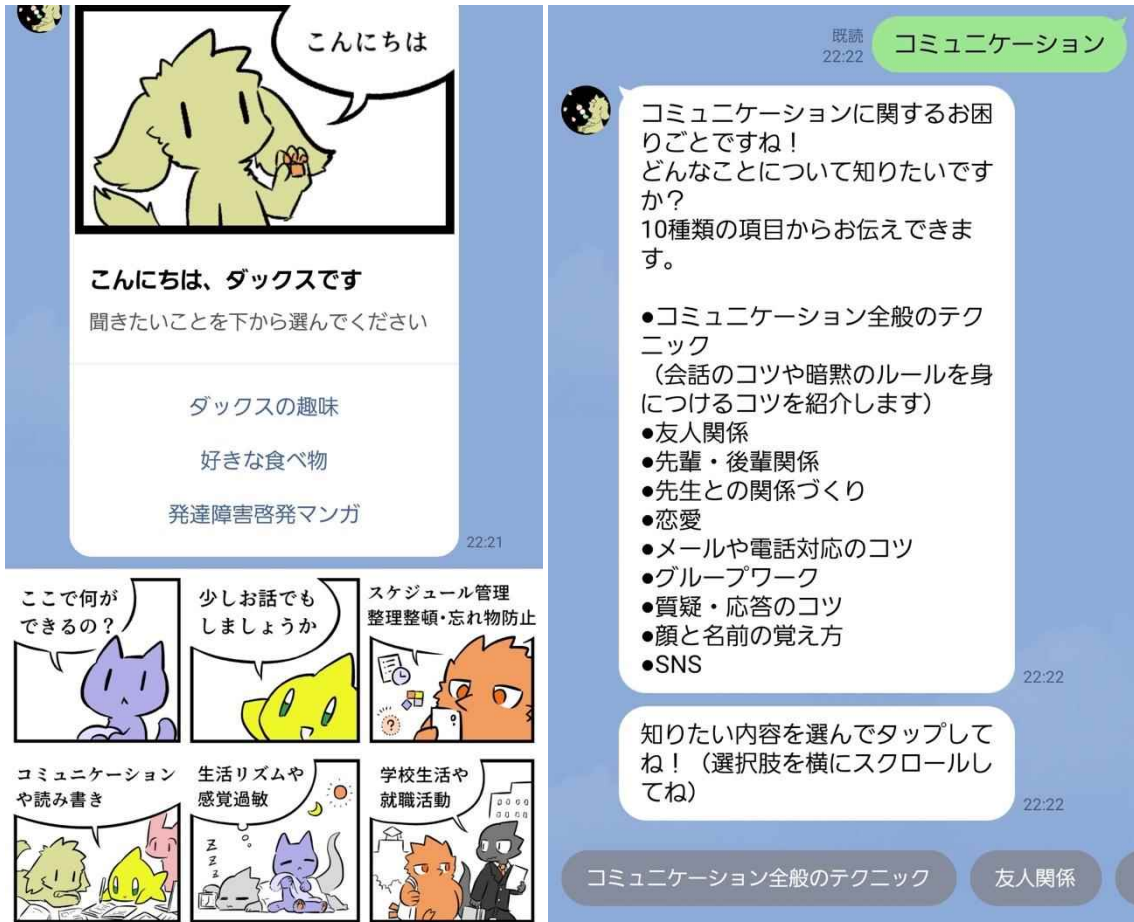 こんにちは
こんにちは、ダックスです
聞きたいことを下から選んでください
ダックスの趣味
好きな食べ物
発達障害啓発マンガ
22:21
ここで何が
できるの?
少しお話でも
しましょうか
スケジュール管理
整理整頓・忘れ物防止
?
コミュニケーション
や読み書き
生活リズムや
感覚過敏
z
z
z
学校生活や
就職活動
既読
22:22
コミュニケーション
コミュニケーションに関するお困
りごとですね!
どんなことについて知りたいです
か?
10種類の項目からお伝えできま
す。
●コミュニケーション全般のテク
ニック
(会話のコツや暗黙のルールを身
につけるコツを紹介します)
●友人関係
●先輩・後輩関係
●先生との関係づくり
●恋愛
●メールや電話対応のコツ
●グループワーク
●質疑・応答のコツ
●顔と名前の覚え方
●SNS
22:22
知りたい内容を選んでタップして
ね!(選択肢を横にスクロールし
てね)
22:22
コミュニケーション全般のテクニック
友人関係